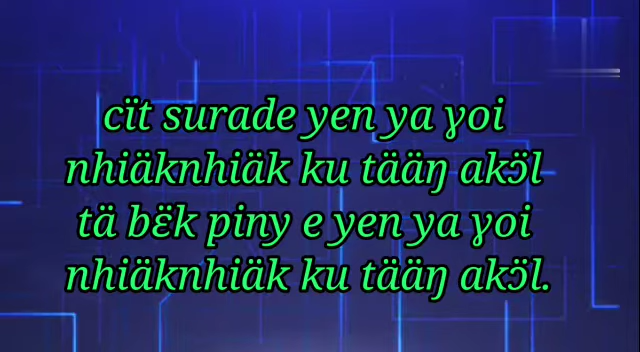 cït surade yen ya ɣoi
nhiäknhiäk ku tääŋ akɔ̈l
tä bɛ̈k piny e yen ya ɣoi
nhiäknhiäk ku tääŋ akɔ̈l.